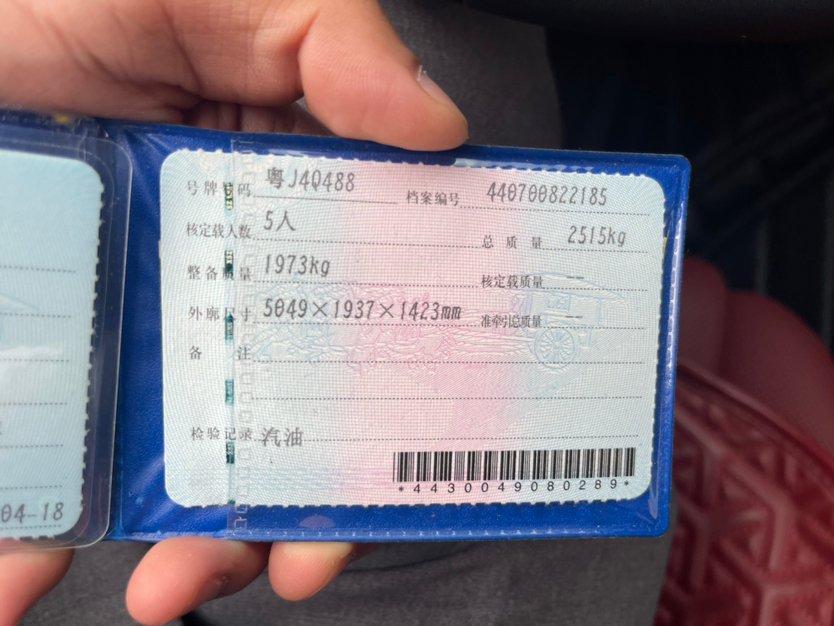 号牌号码 粤J4Q488 档案编号 440700822185
核定载人数 5人 总质量 2515kg
整备质量 1973kg 核定载质量 --
外廓尺寸 5049×1937×1423mm 准牵引总质量 --
备注
检验记录 汽油
*4430049080289*
04-18